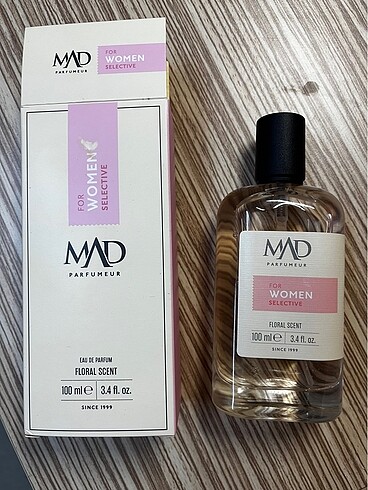 MAD
PARFUMEUR
FOR
WOMEN
SELECTIVE
FOR
WOMEN
SELECTIVE
MAD
PARFUMEUR
EAU DE PARFUM
FLORAL SCENT
100 ml e 3.4 fl. oz.
SINCE 1999
MAD
PARFUMEUR
FOR
WOMEN
SELECTIVE
FLORAL SCENT
100 ml e 3.4 fl. oz.
SINCE 1999